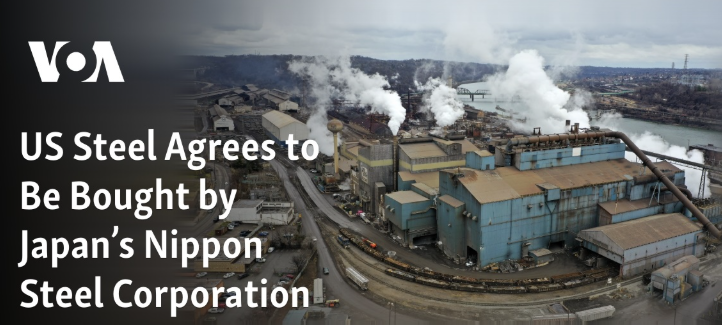 VOA
US Steel Agrees to
Be Bought by
Japan's Nippon
Steel Corporation